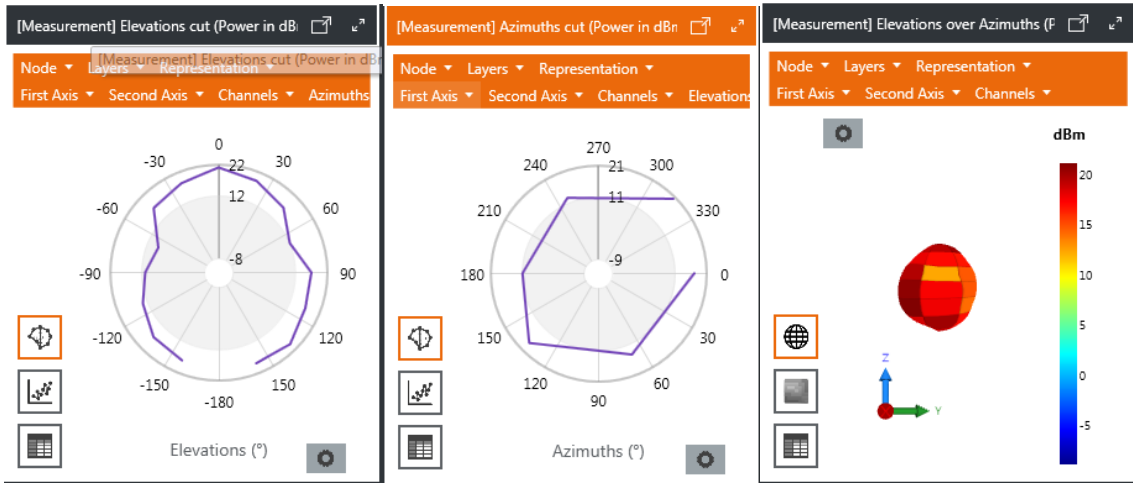 [Measurement] Elevations cut (Power in dBi
[Measurement] Elevations cut (Power in dBm
Node Layers Representation
First Axis Second Axis Channels Azimuths
0
-30 22 30
12
-60 60
-8
-90 90
-120 120
-150 150
-180
Elevations (°)
[Measurement] Azimuths cut (Power in dBn
Node Layers Representation
First Axis Second Axis Channels Elevations
270
240 21 300
11
210 330
-9
180 0
150 30
120 60
90
Azimuths (°)
[Measurement] Elevations over Azimuths (F
Node Layers Representation
First Axis Second Axis Channels
dBm
20
15
10
5
0
-5
Z
Y